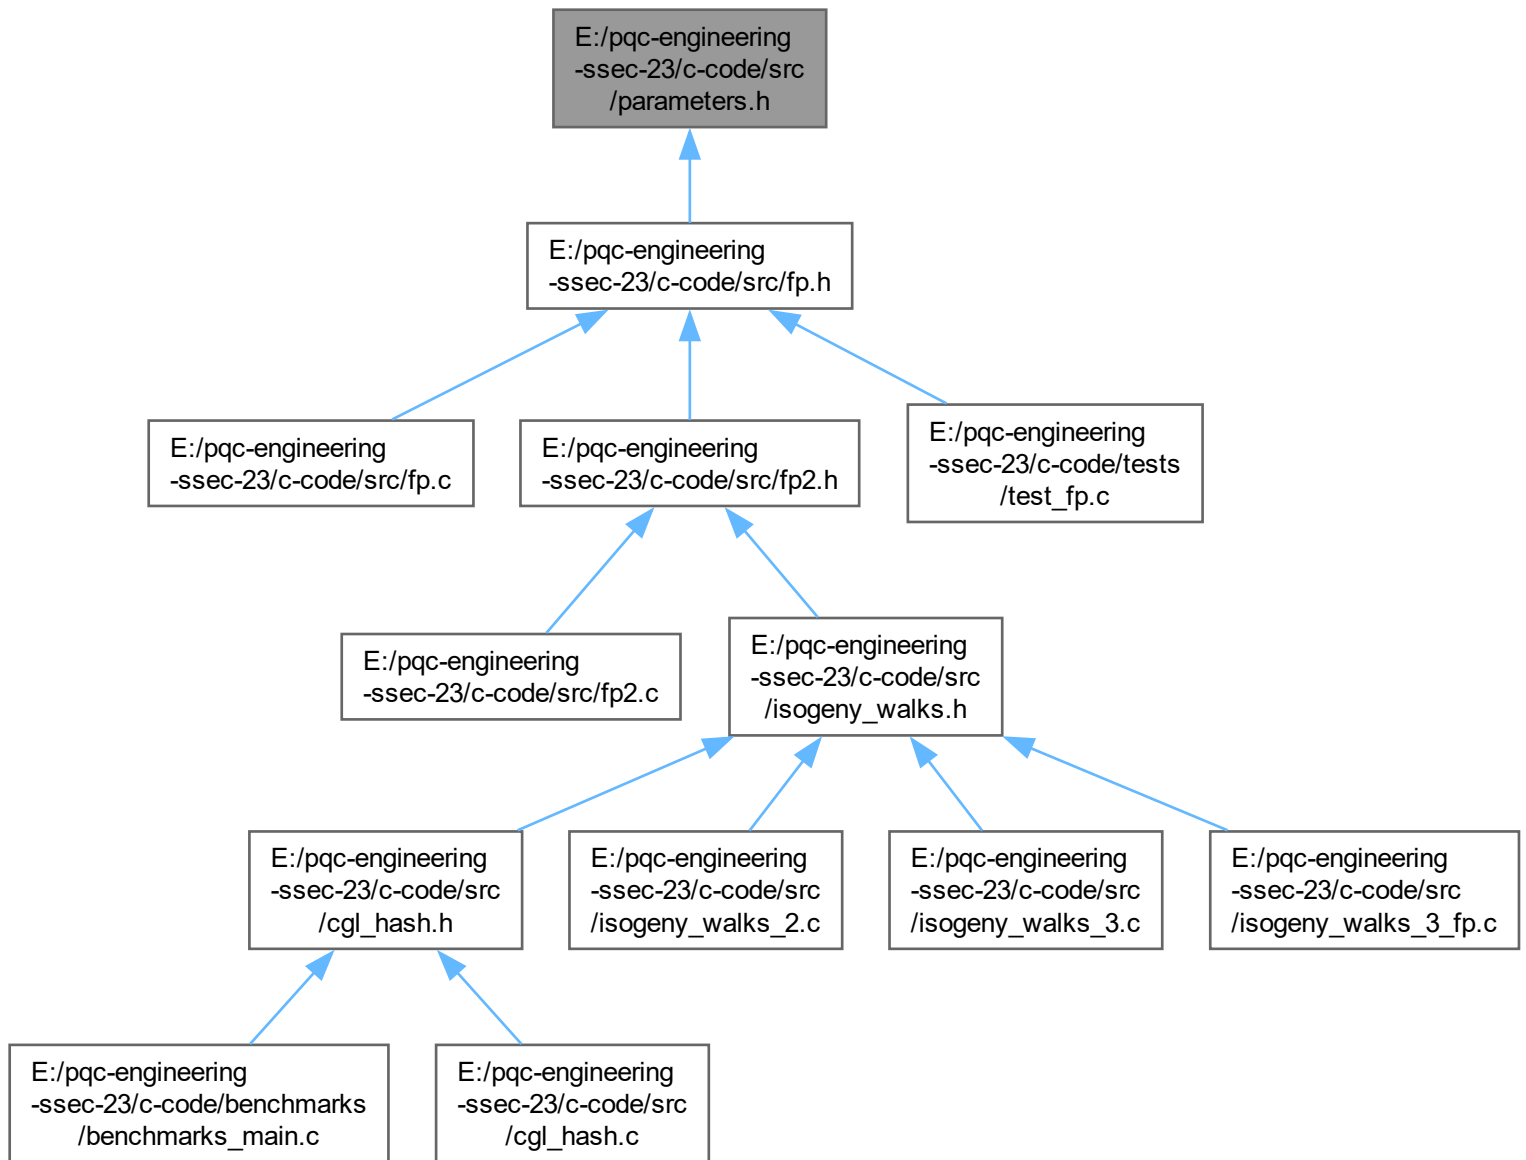 E:/pqc-engineering
-ssec-23/c-code/src
/parameters.h
E:/pqc-engineering
-ssec-23/c-code/src/fp.h
E:/pqc-engineering
-ssec-23/c-code/src/fp.c
E:/pqc-engineering
-ssec-23/c-code/src/fp2.h
E:/pqc-engineering
-ssec-23/c-code/tests
/test_fp.c
E:/pqc-engineering
-ssec-23/c-code/src/fp2.c
E:/pqc-engineering
-ssec-23/c-code/src
/isogeny_walks.h
E:/pqc-engineering
-ssec-23/c-code/src
/cgl_hash.h
E:/pqc-engineering
-ssec-23/c-code/src
/isogeny_walks_2.c
E:/pqc-engineering
-ssec-23/c-code/src
/isogeny_walks_3.c
E:/pqc-engineering
-ssec-23/c-code/src
/isogeny_walks_3_fp.c
E:/pqc-engineering
-ssec-23/c-code/benchmarks
/benchmarks_main.c
E:/pqc-engineering
-ssec-23/c-code/src
/cgl_hash.c